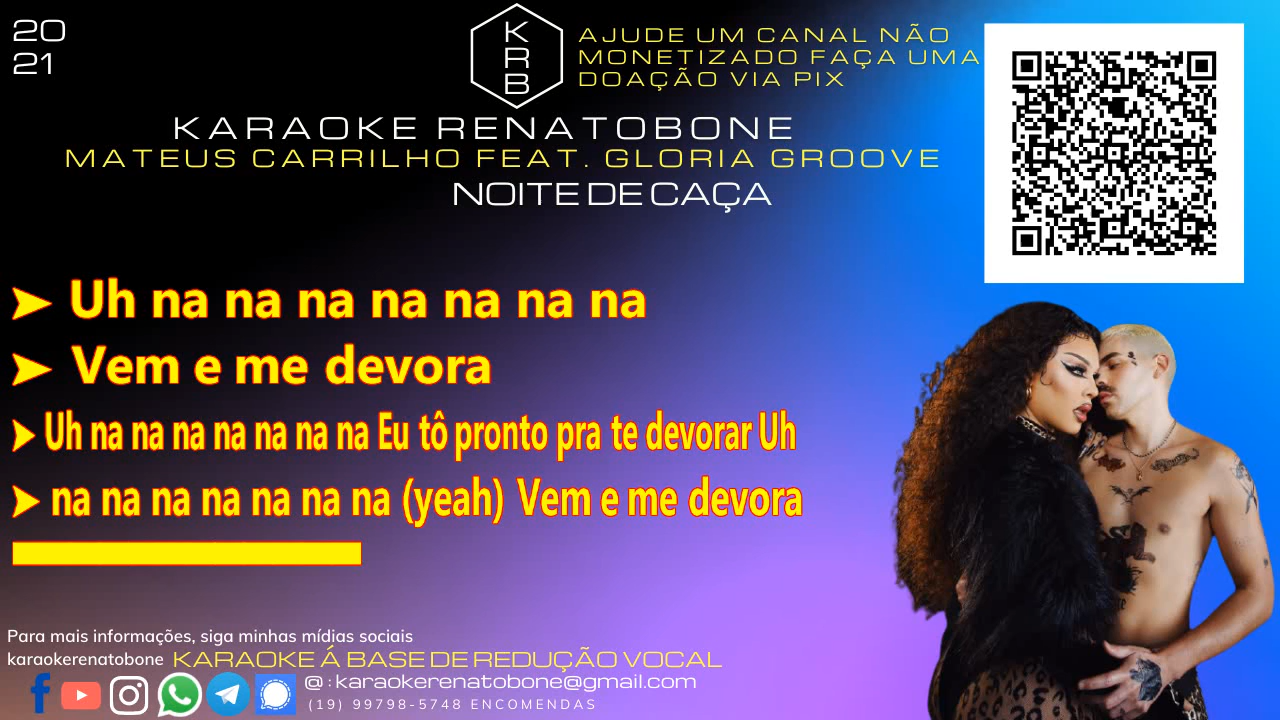 20
21
K
R
B
AJUDE UM CANAL NÃO
MONETIZADO FAÇA UMA
DOAÇÃO VIA PIX
KARAOKE RENATOBONE
MATEUS CARRILHO FEAT. GLORIA GROOVE
NOITE DE CAÇA
➤ Uh na na na na na na na
➤ Vem e me devora
➤ Uh na na na na na na na Eu tô pronto pra te devorar Uh
➤ na na na na na na na (yeah) Vem e me devora
Para mais informações, siga minhas mídias sociais
karaokerenatobone KARAOKE Á BASE DE REDUÇÃO VOCAL
@ : karaokerenatobone@gmail.com
(19) 99798-5748 ENCOMENDAS